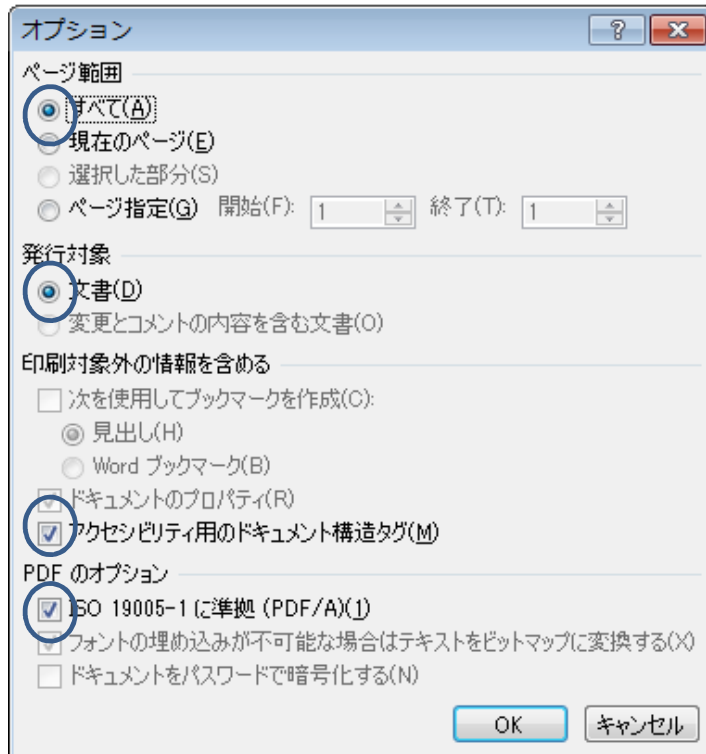 オプション
ページ範囲
すべて(A)
現在のページ(E)
選択した部分(S)
ページ指定(G) 開始(F): 1 終了(T): 1
発行対象
文書(D)
変更とコメントの内容を含む文書(O)
印刷対象外の情報を含める
次を使用してブックマークを作成(C):
見出し(H)
Word ブックマーク(B)
ドキュメントのプロパティ(R)
アクセシビリティ用のドキュメント構造タグ(M)
PDF のオプション
ISO 19005-1 に準拠 (PDF/A)(1)
フォントの埋め込みが不可能な場合はテキストをビットマップに変換する(X)
ドキュメントをパスワードで暗号化する(N)
OK キャンセル